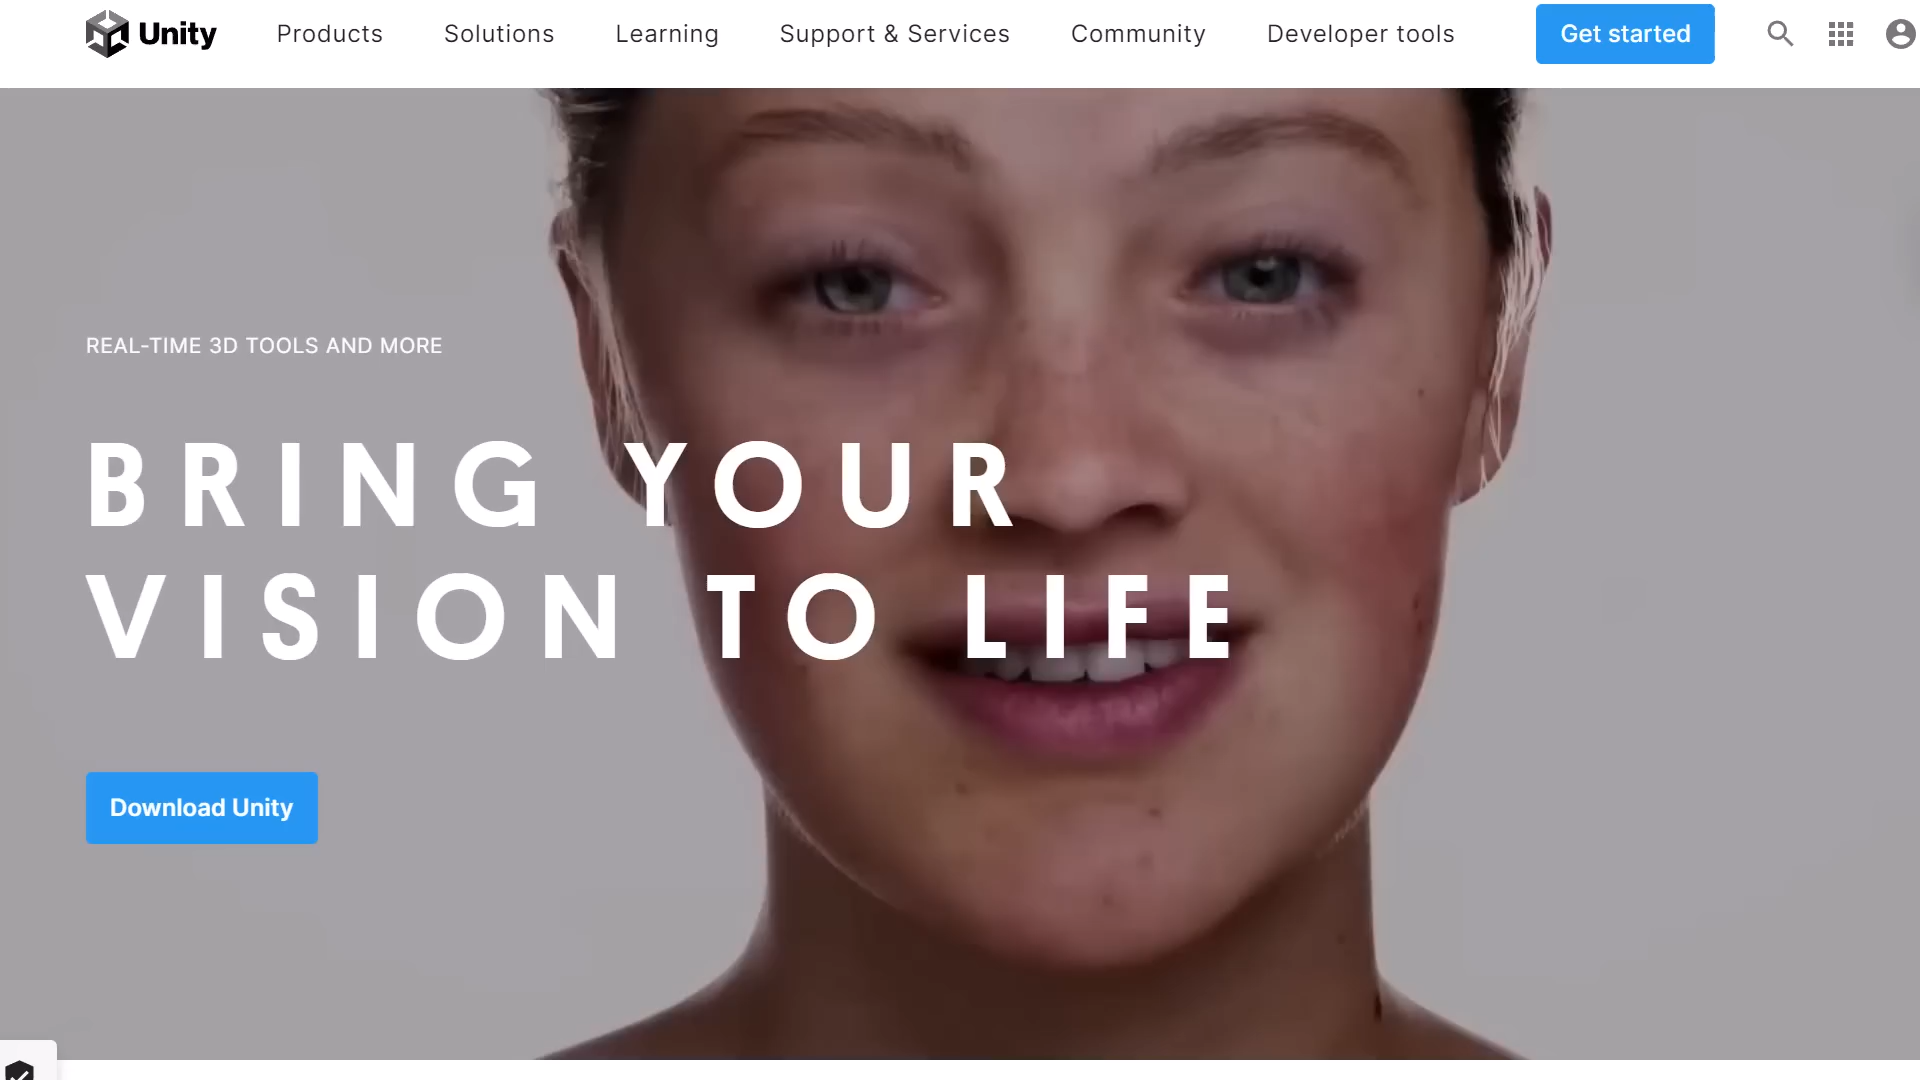 Unity
Products
Solutions
Learning
Support & Services
Community
Developer tools
Get started
REAL-TIME 3D TOOLS AND MORE
BRING YOUR
VISION TO LIFE
Download Unity